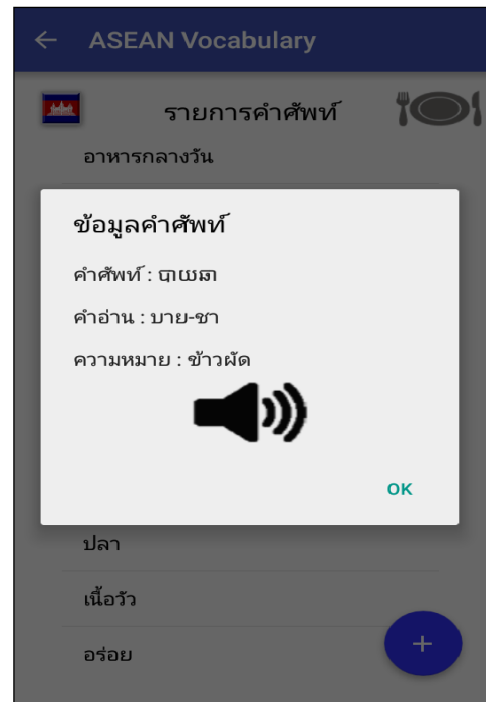 ASEAN Vocabulary
รายการคำศัพท์
อาหารกลางวัน
ข้อมูลคำศัพท์
คำศัพท์ : បាយឆា
คำอ่าน : บาย-ชา
ความหมาย : ข้าวผัด
OK
ปลา
เนื้อวัว
อร่อย